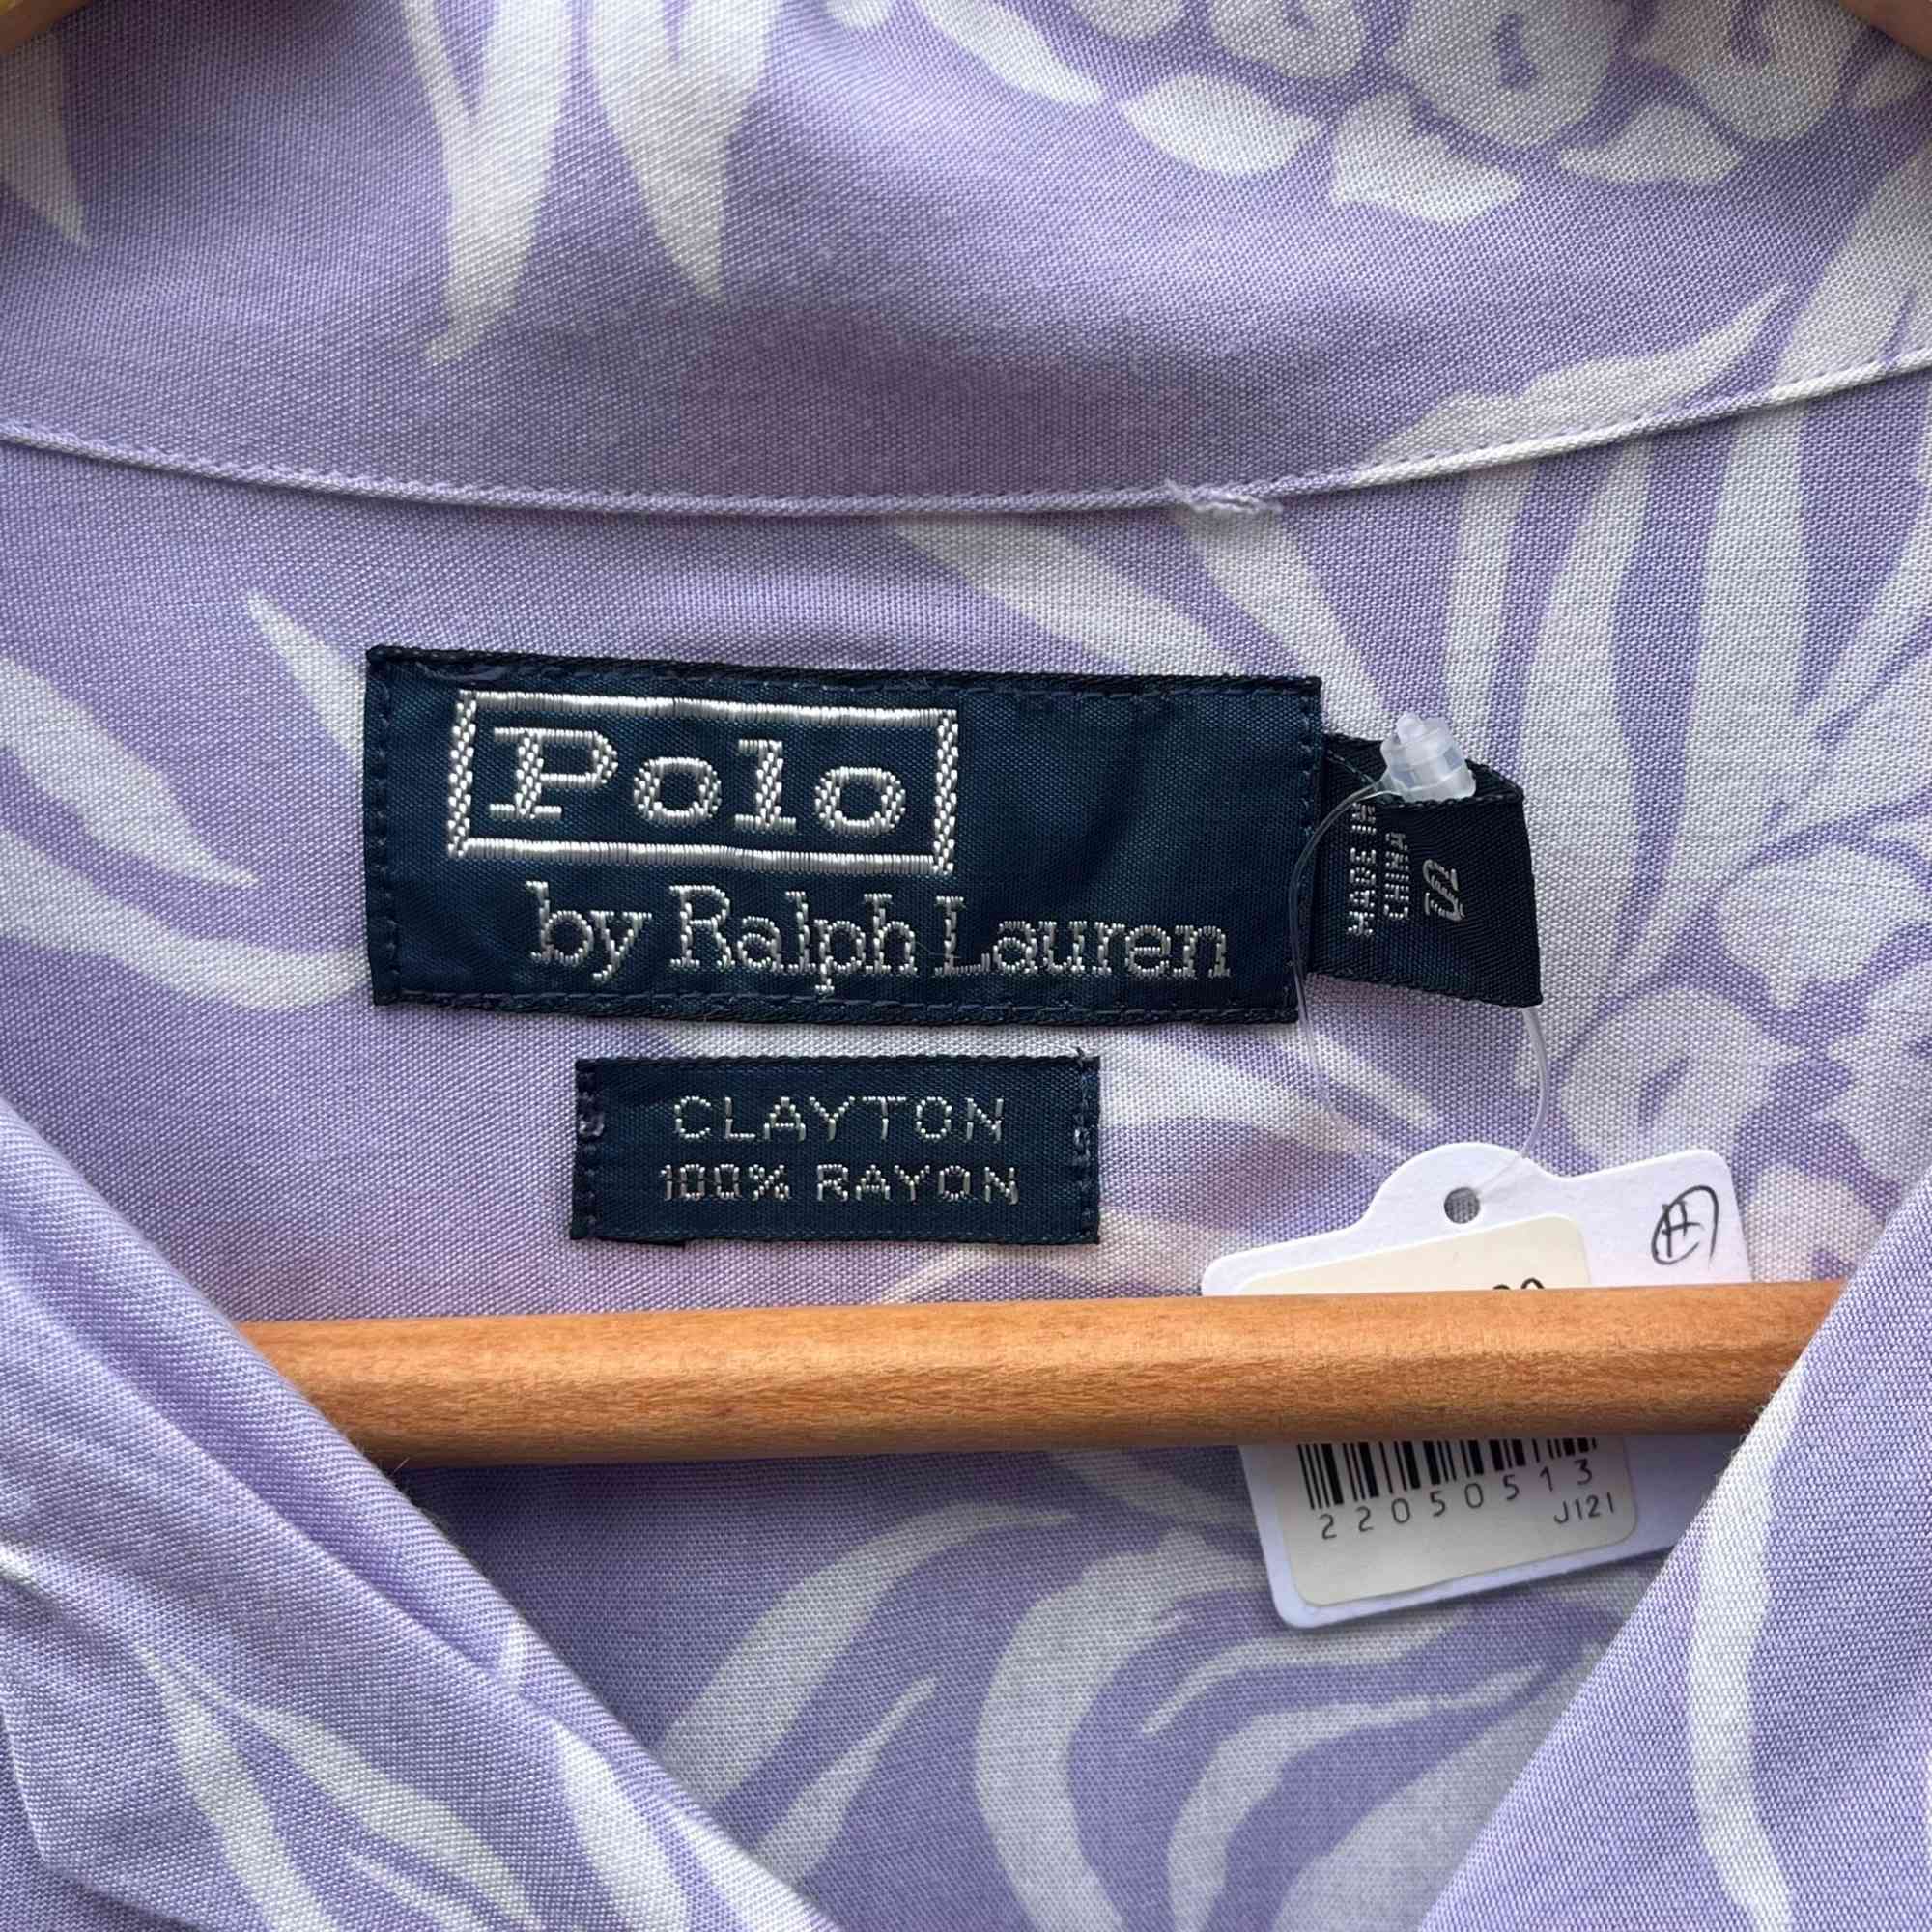 Polo
by Ralph Lauren
MADE IN
CHINA
CLAYTON
100% RAYON
H
22050513
J121